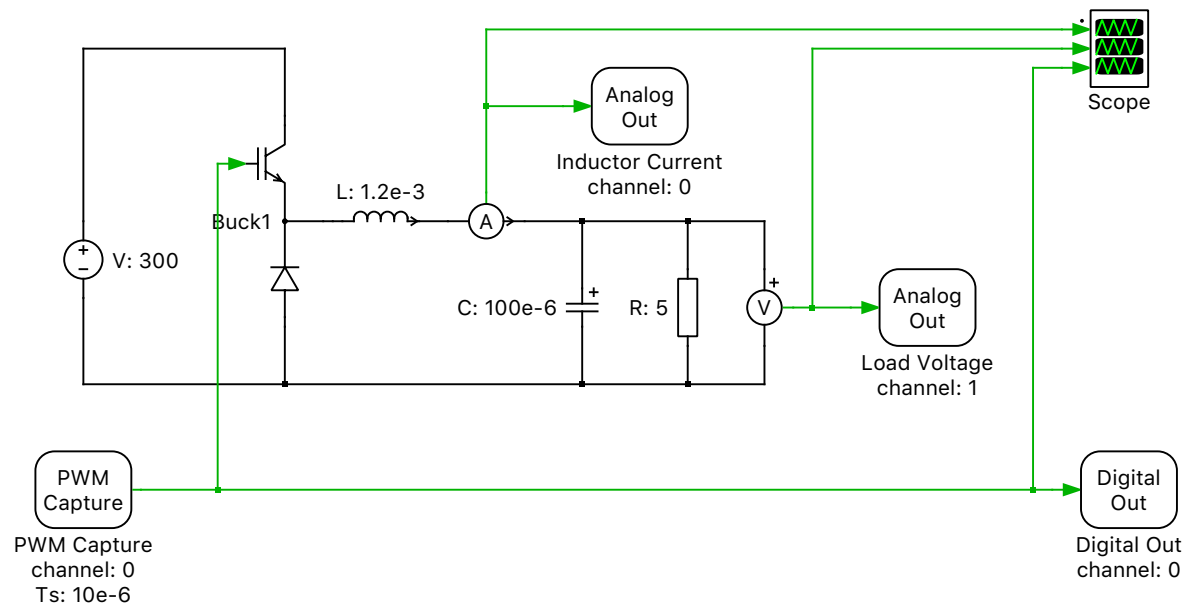 Scope
Analog
Out
Inductor Current
channel: 0
L: 1.2e-3
Buck1
A
V: 300
C: 100e-6
R: 5
V
Analog
Out
Load Voltage
channel: 1
PWM
Capture
PWM Capture
channel: 0
Ts: 10e-6
Digital
Out
Digital Out
channel: 0